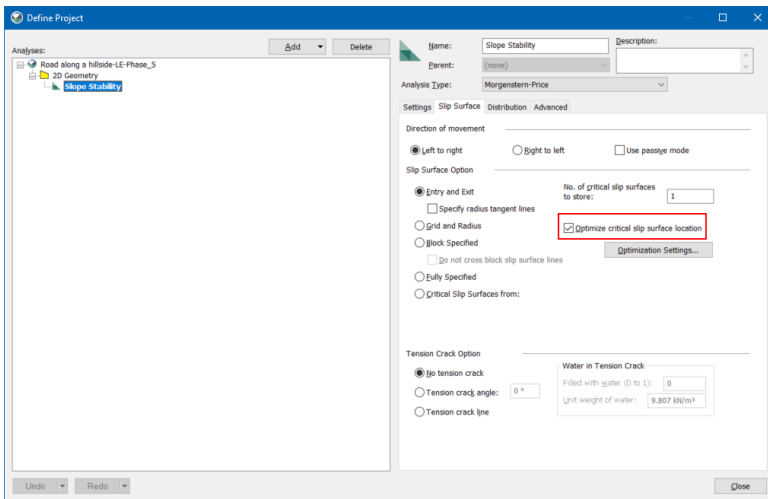 Define Project
Analyses:
Add
Delete
Road along a hillside-LE-Phase_5
2D Geometry
Slope Stability
Name:
Slope Stability
Description:
Parent:
(none)
Analysis Type:
Morgenstern-Price
Settings Slip Surface Distribution Advanced
Direction of movement
Left to right
Right to left
Use passive mode
Slip Surface Option
Entry and Exit
Specify radius tangent lines
Grid and Radius
Block Specified
Do not cross block slip surface lines
Fully Specified
Critical Slip Surfaces from:
No. of critical slip surfaces
to store:
1
Optimize critical slip surface location
Optimization Settings...
Tension Crack Option
No tension crack
Tension crack angle:
0 °
Tension crack line
Water in Tension Crack
Filled with water (0 to 1):
0
Unit weight of water:
9.807 kN/m³
Undo
Redo
Close